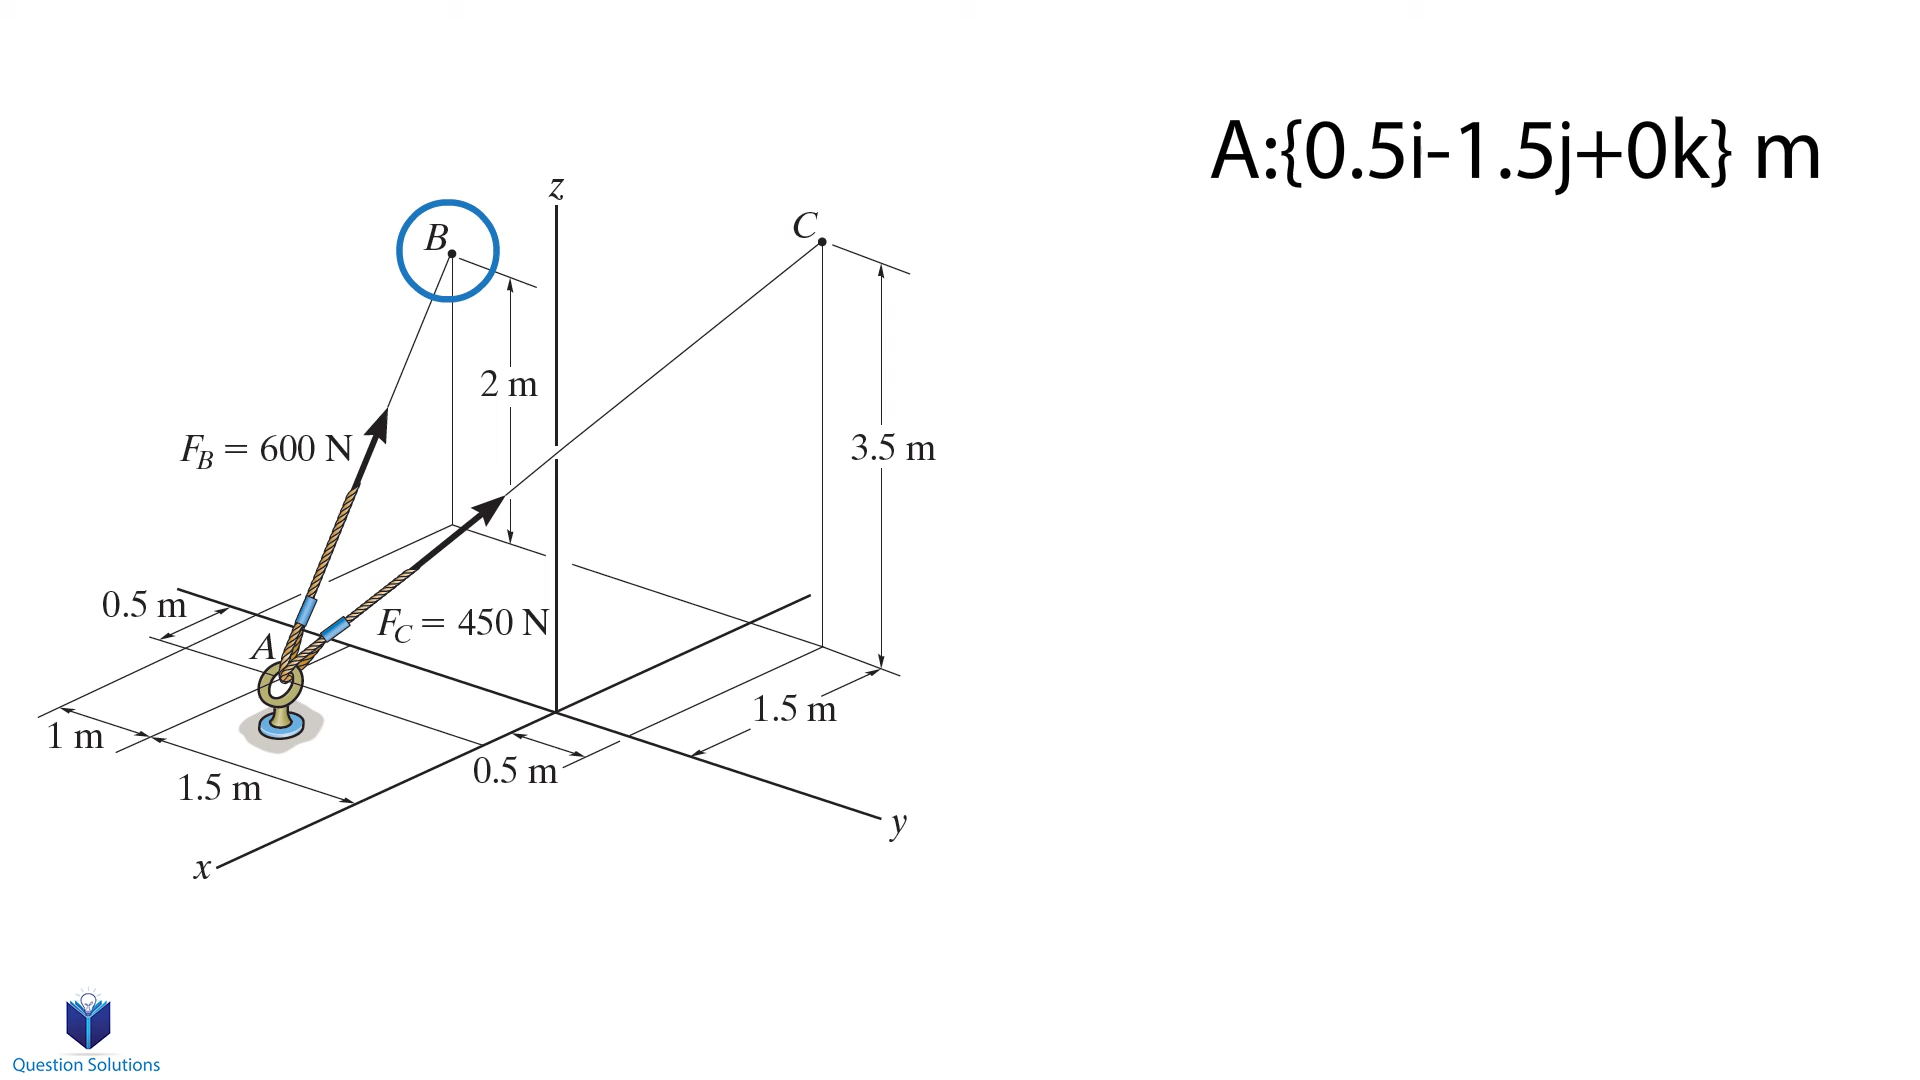 A:{0.5i-1.5j+0k} m
z
B
C
2 m
F_B = 600 N
3.5 m
0.5 m
F_C = 450 N
A
1.5 m
1 m
0.5 m
1.5 m
y
x
Question Solutions